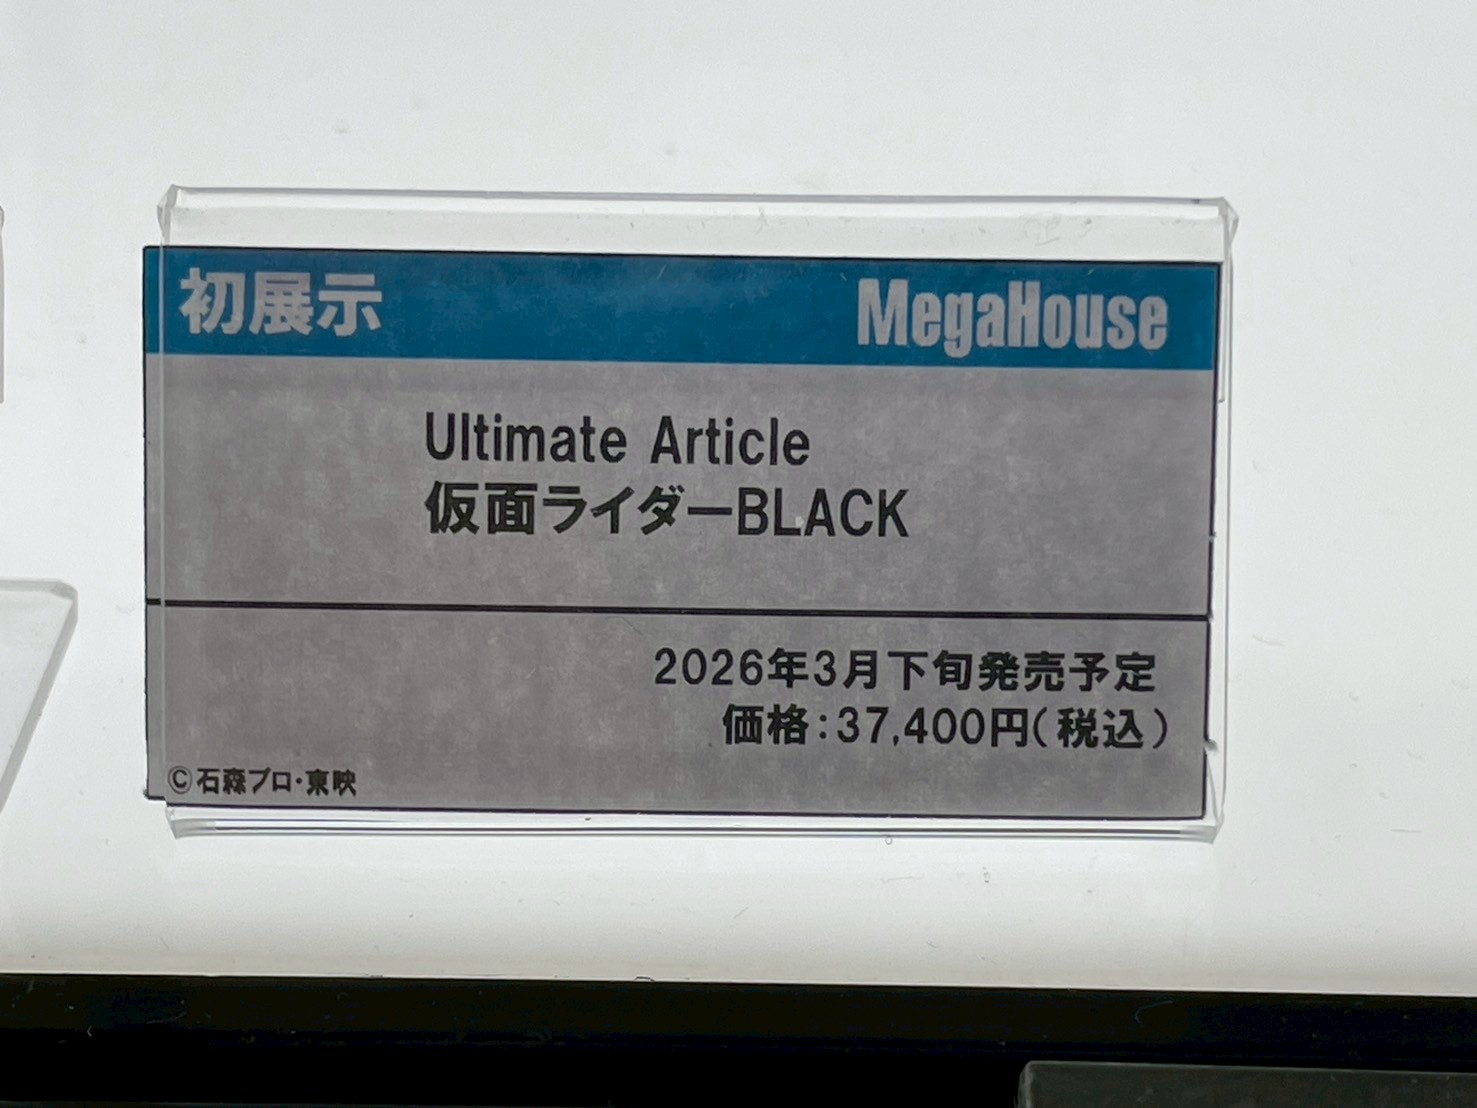 初展示 MegaHouse
Ultimate Article
仮面ライダーBLACK
2026年3月下旬発売予定
価格:37,400円(税込)
©石森プロ・東映